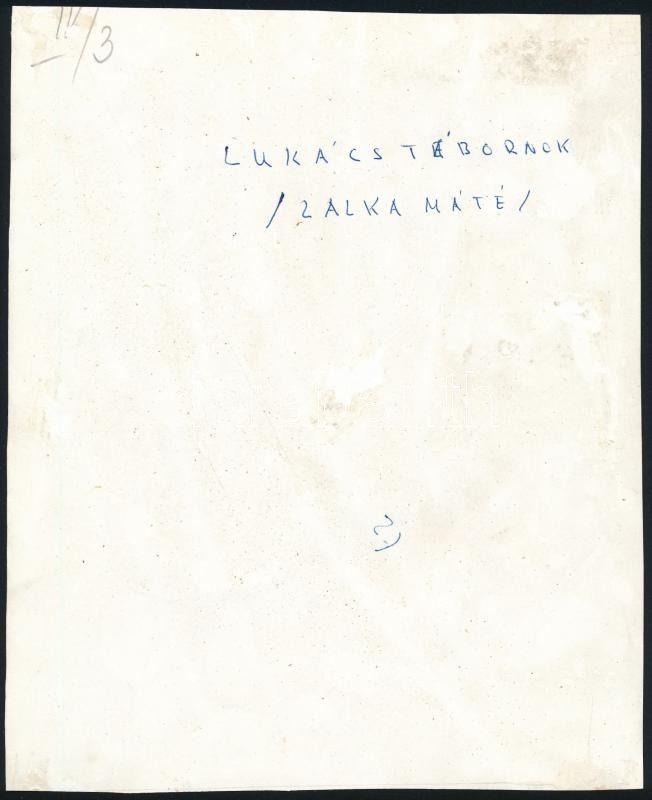 IV/3
LUKÁCS TÁBORNOK
/ZALKA MÁTÉ/